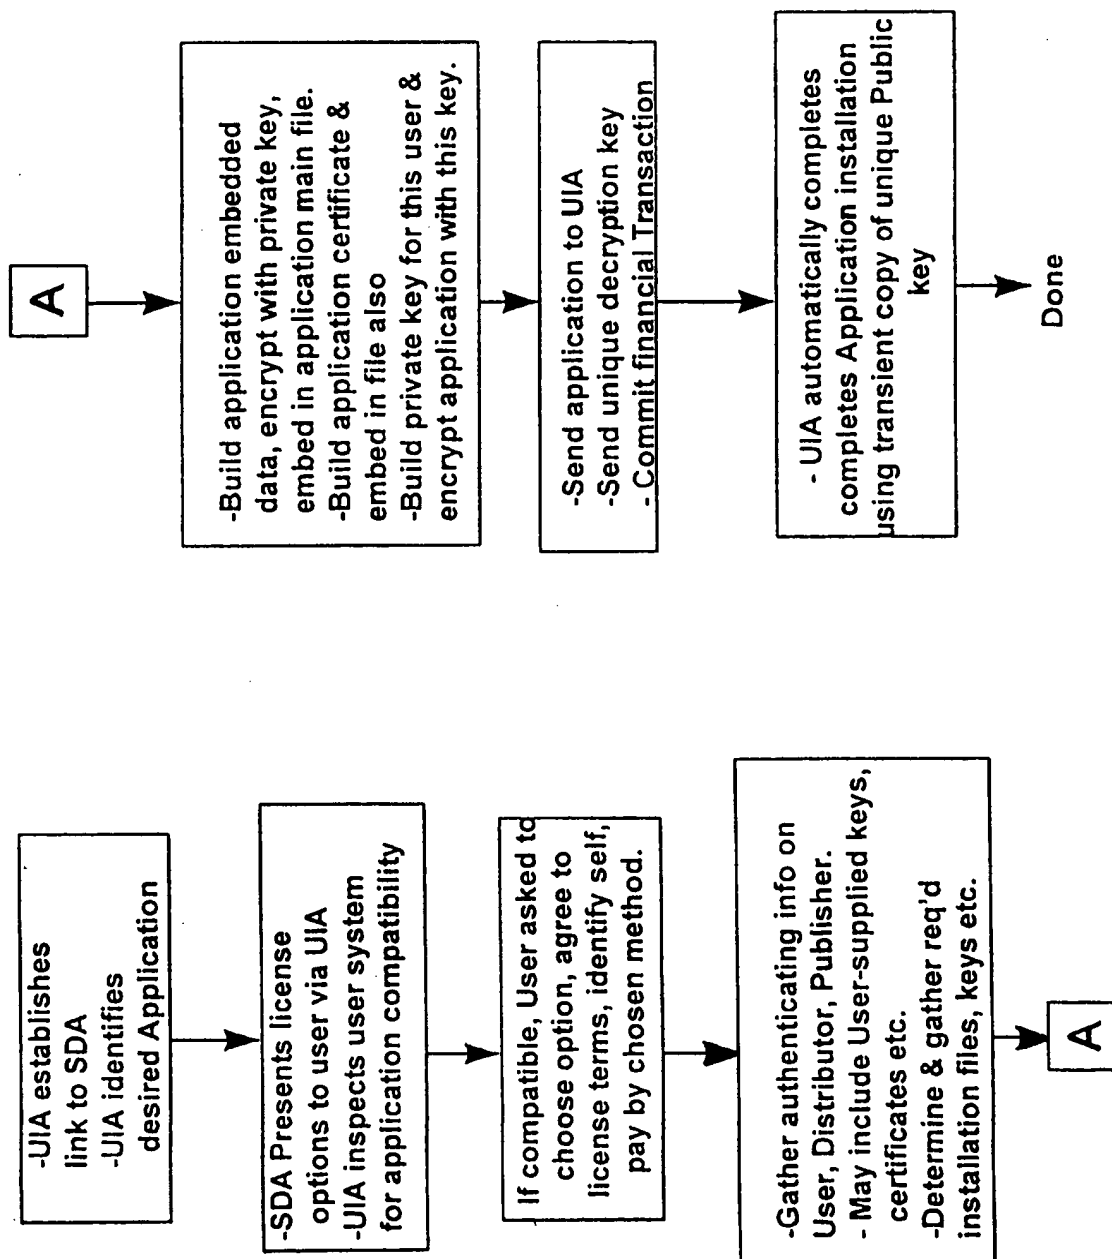 -UIA establishes
link to SDA
-UIA identifies
desired Application
-SDA Presents license
options to user via UIA
-UIA inspects user system
for application compatibility
If compatible, User asked to
choose option, agree to
license terms, identify self,
pay by chosen method.
-Gather authenticating info on
User, Distributor, Publisher.
- May include User-supplied keys,
certificates etc.
-Determine & gather req'd
installation files, keys etc.
A
A
-Build application embedded
data, encrypt with private key,
embed in application main file.
-Build application certificate &
embed in file also
-Build private key for this user &
encrypt application with this key.
-Send application to UIA
-Send unique decryption key
- Commit financial Transaction
- UIA automatically completes
completes Application installation
using transient copy of unique Public
key
Done